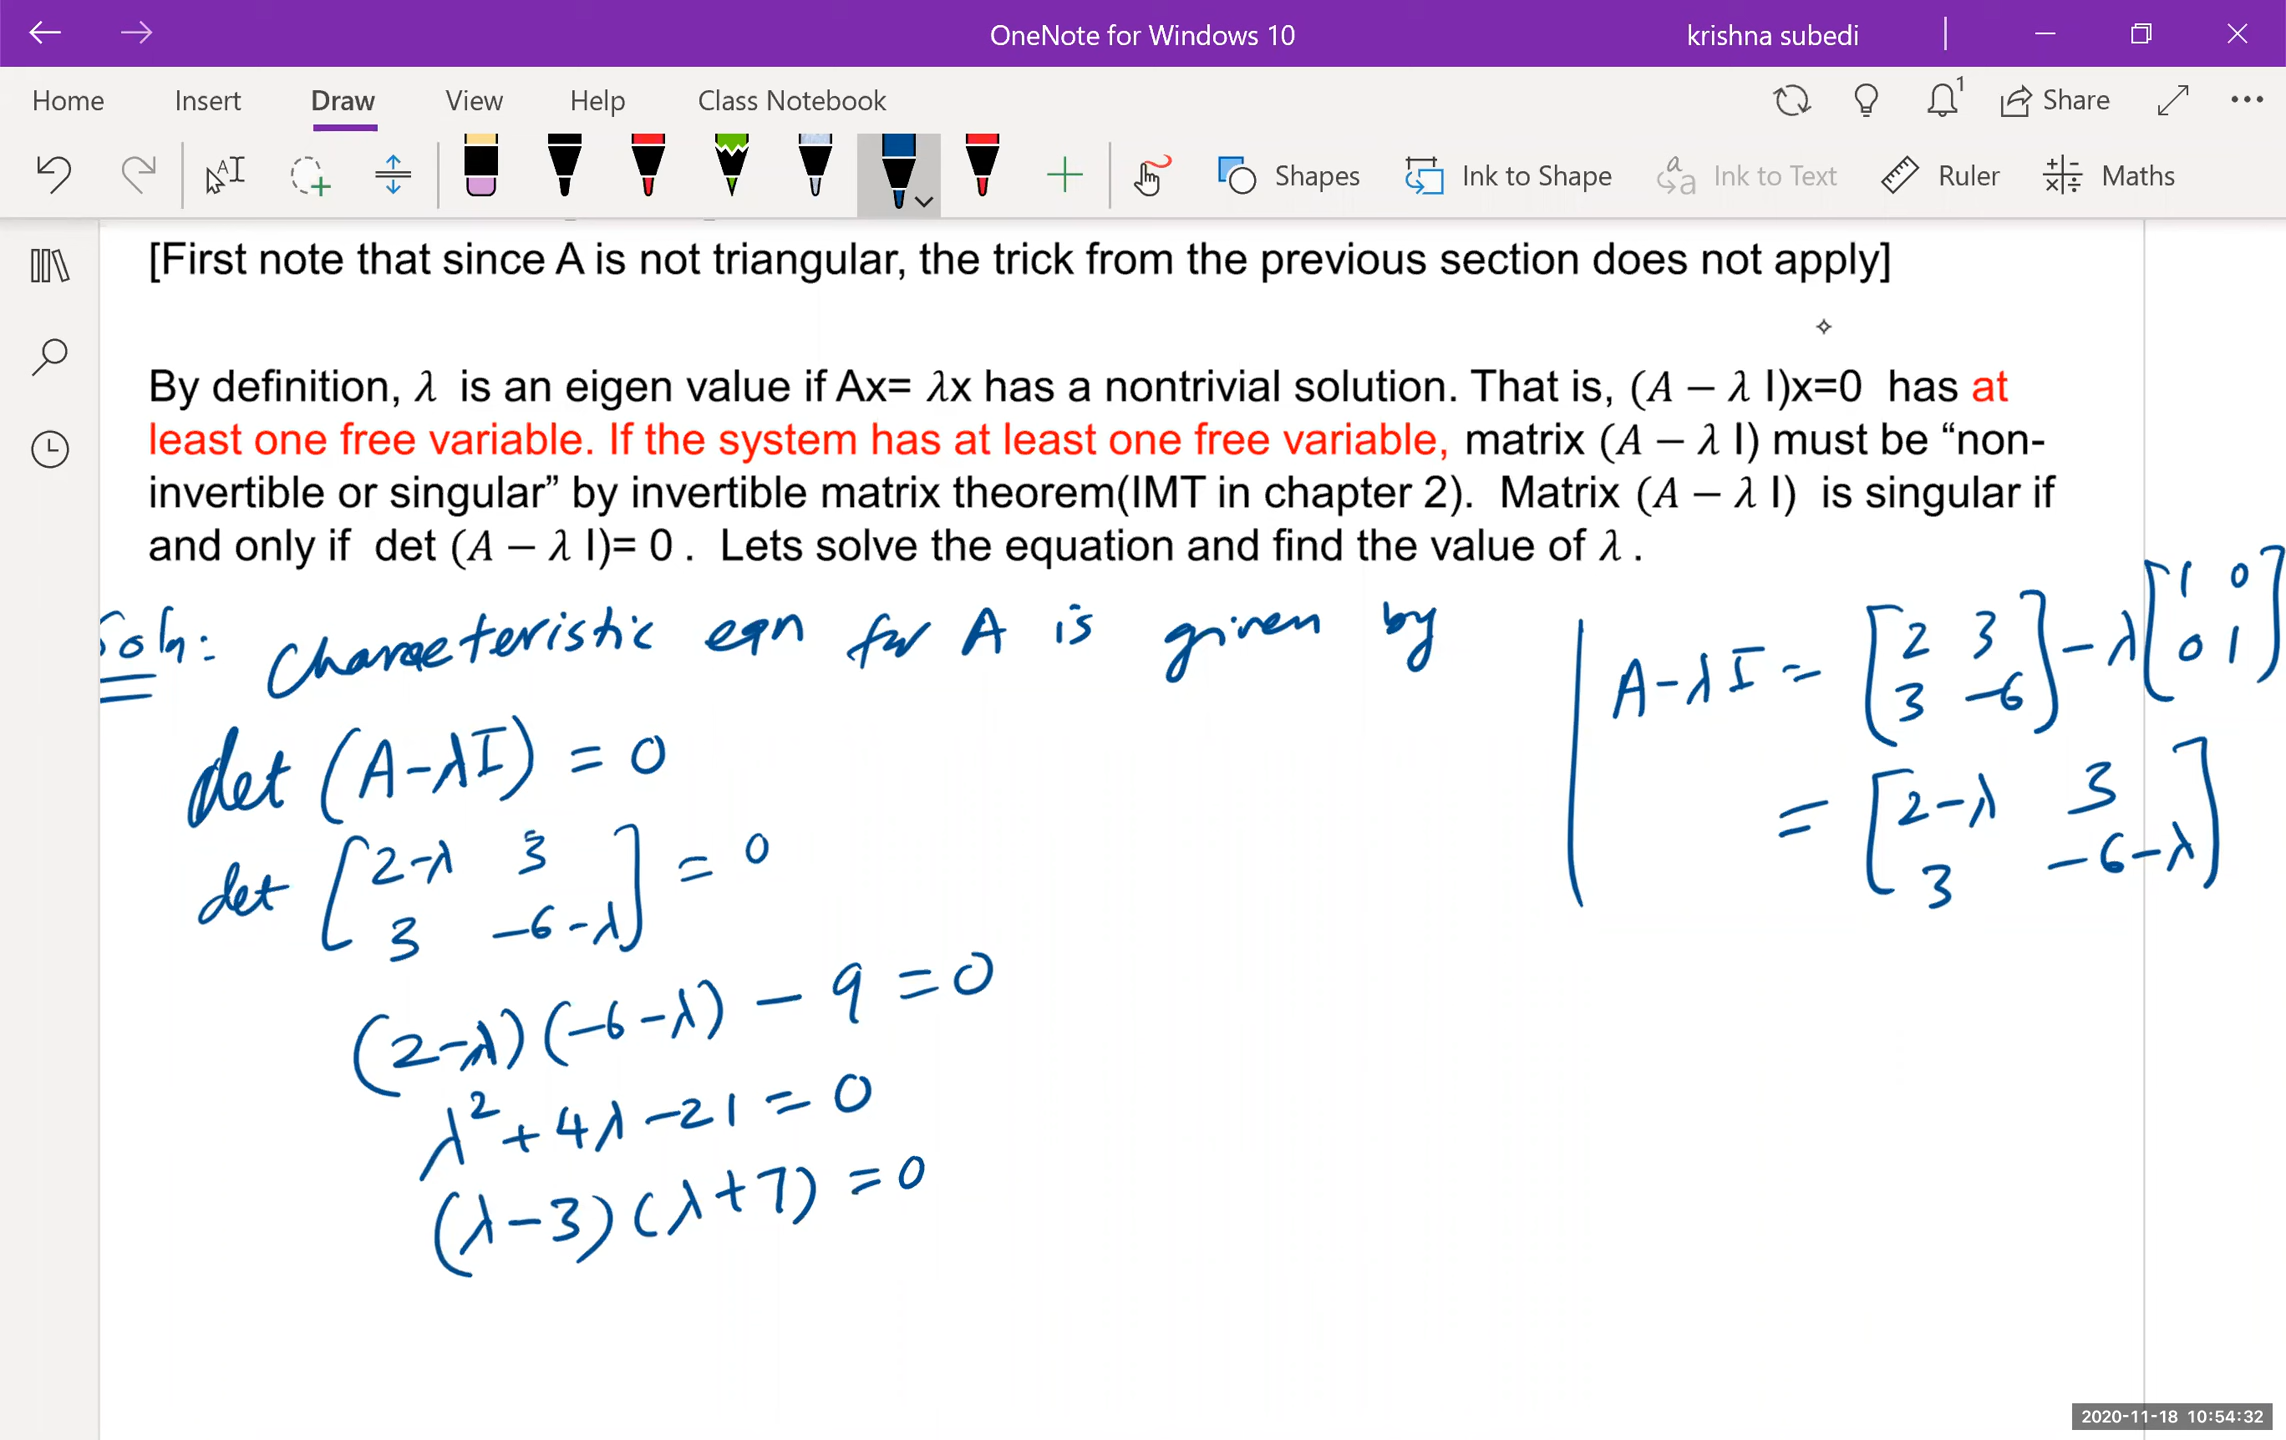 OneNote for Windows 10
krishna subedi
Home Insert Draw View Help Class Notebook
1
Share
Shapes Ink to Shape Ink to Text Ruler Maths
[First note that since A is not triangular, the trick from the previous section does not apply]
By definition, λ is an eigen value if Ax= λx has a nontrivial solution. That is, (A − λ I)x=0 has at
least one free variable. If the system has at least one free variable, matrix (A − λ I) must be “non-
invertible or singular” by invertible matrix theorem(IMT in chapter 2). Matrix (A − λ I) is singular if
and only if det (A − λ I)= 0 . Lets solve the equation and find the value of λ .
Soln: Characteristic eqn for A is given by
det (A-λI) = 0
det [2-λ 3
3 -6-λ] = 0
(2-λ)(-6-λ) - 9 = 0
λ² + 4λ - 21 = 0
(λ-3)(λ+7) = 0
A-λI = [2 3
3 -6] - λ [1 0
0 1]
= [2-λ 3
3 -6-λ]
2020-11-18 10:54:32